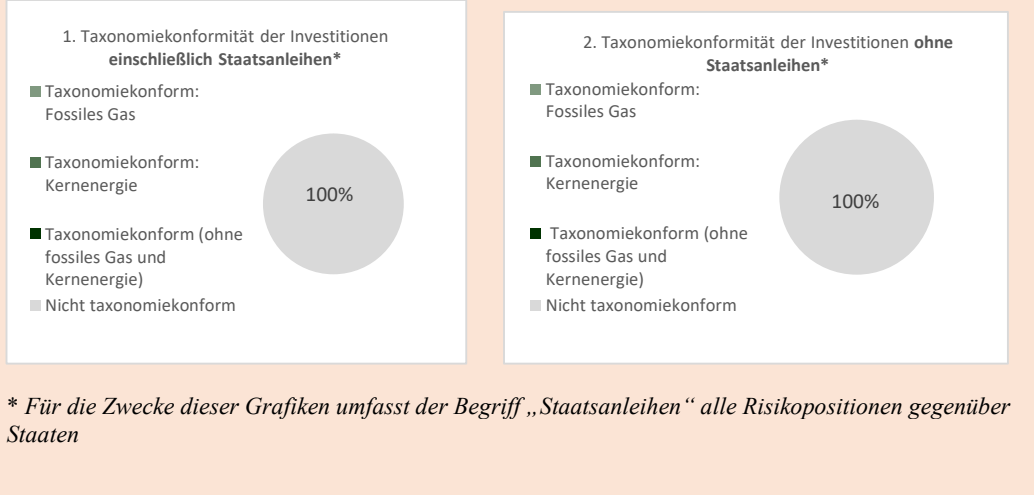 1. Taxonomiekonformität der Investitionen
einschließlich Staatsanleihen*
Taxonomiekonform:
Fossiles Gas
Taxonomiekonform:
Kernenergie
Taxonomiekonform (ohne
fossiles Gas und
Kernenergie)
Nicht taxonomiekonform
100%
2. Taxonomiekonformität der Investitionen ohne
Staatsanleihen*
Taxonomiekonform:
Fossiles Gas
Taxonomiekonform:
Kernenergie
Taxonomiekonform (ohne
fossiles Gas und
Kernenergie)
Nicht taxonomiekonform
100%
* Für die Zwecke dieser Grafiken umfasst der Begriff „Staatsanleihen“ alle Risikopositionen gegenüber
Staaten